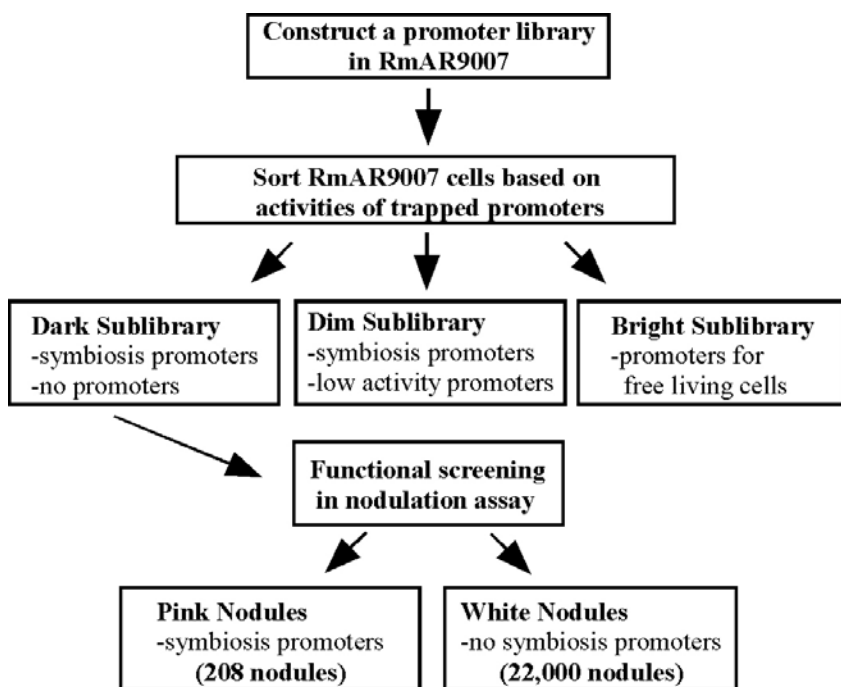 Construct a promoter library
in RmAR9007
Sort RmAR9007 cells based on
activities of trapped promoters
Dark Sublibrary
-symbiosis promoters
-no promoters
Dim Sublibrary
-symbiosis promoters
-low activity promoters
Bright Sublibrary
-promoters for
free living cells
Functional screening
in nodulation assay
Pink Nodules
-symbiosis promoters
(208 nodules)
White Nodules
-no symbiosis promoters
(22,000 nodules)